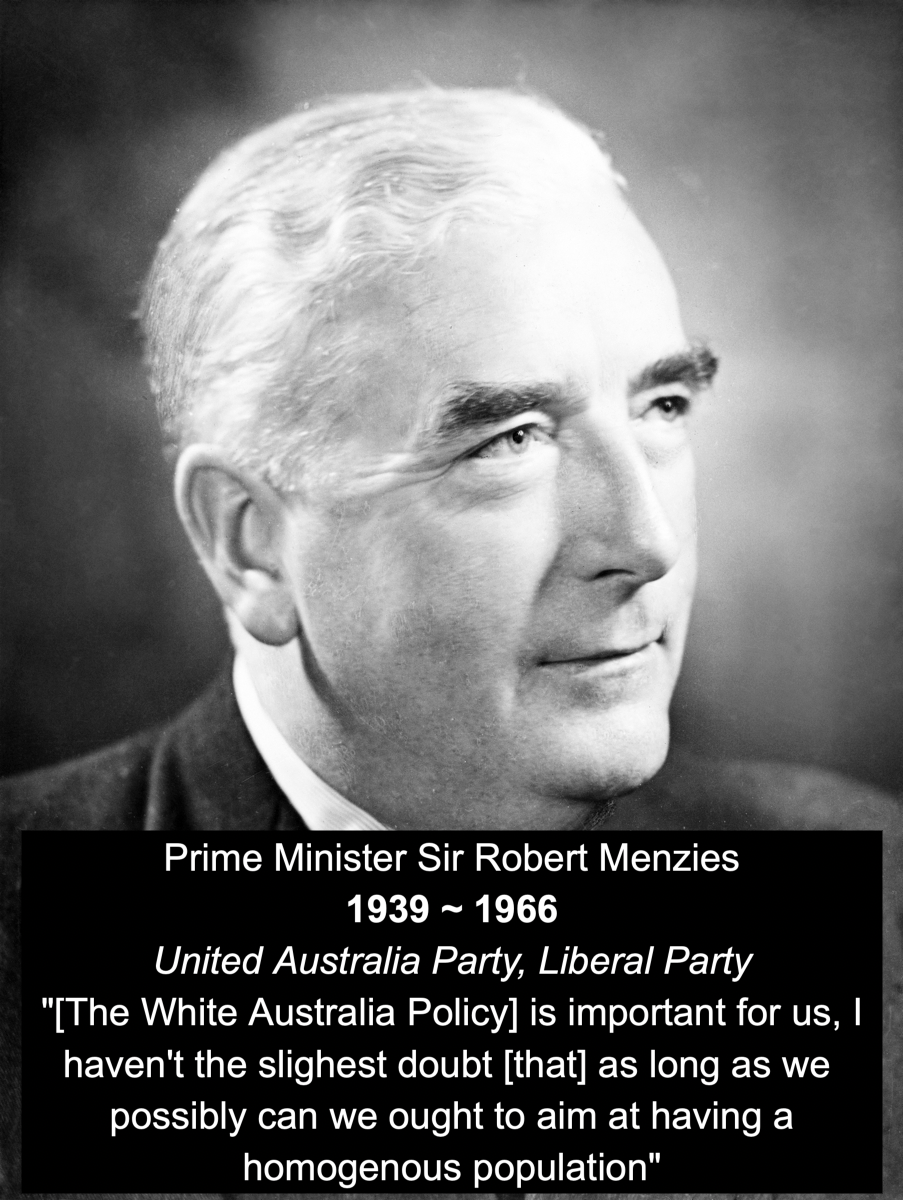 Prime Minister Sir Robert Menzies
1939 ~ 1966
United Australia Party, Liberal Party
"[The White Australia Policy] is important for us, I
haven't the slighest doubt [that] as long as we
possibly can we ought to aim at having a
homogenous population"